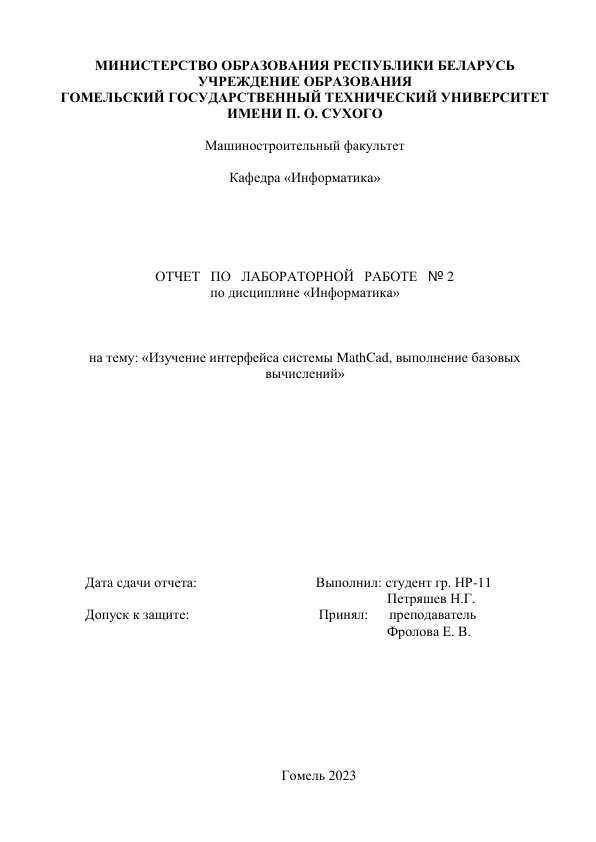 МИНИСТЕРСТВО ОБРАЗОВАНИЯ РЕСПУБЛИКИ БЕЛАРУСЬ
УЧРЕЖДЕНИЕ ОБРАЗОВАНИЯ
ГОМЕЛЬСКИЙ ГОСУДАРСТВЕННЫЙ ТЕХНИЧЕСКИЙ УНИВЕРСИТЕТ
ИМЕНИ П. О. СУХОГО
Машиностроительный факультет
Кафедра «Информатика»
ОТЧЕТ ПО ЛАБОРАТОРНОЙ РАБОТЕ № 2
по дисциплине «Информатика»
на тему: «Изучение интерфейса системы MathCad, выполнение базовых
вычислений»
Дата сдачи отчета: Выполнил: студент гр. НР-11
Петряшев Н.Г.
Допуск к защите: Принял: преподаватель
Фролова Е. В.
Гомель 2023